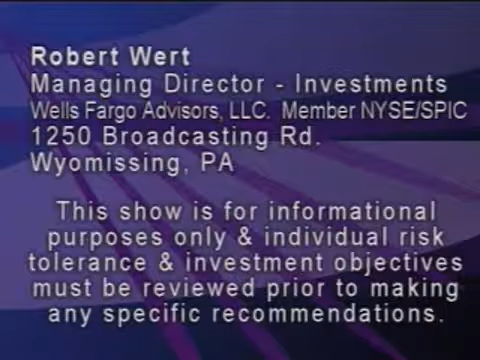 Robert Wert
Managing Director - Investments
Wells Fargo Advisors, LLC. Member NYSE/SPIC
1250 Broadcasting Rd.
Wyomissing, PA
This show is for informational
purposes only & individual risk
tolerance & investment objectives
must be reviewed prior to making
any specific recommendations.